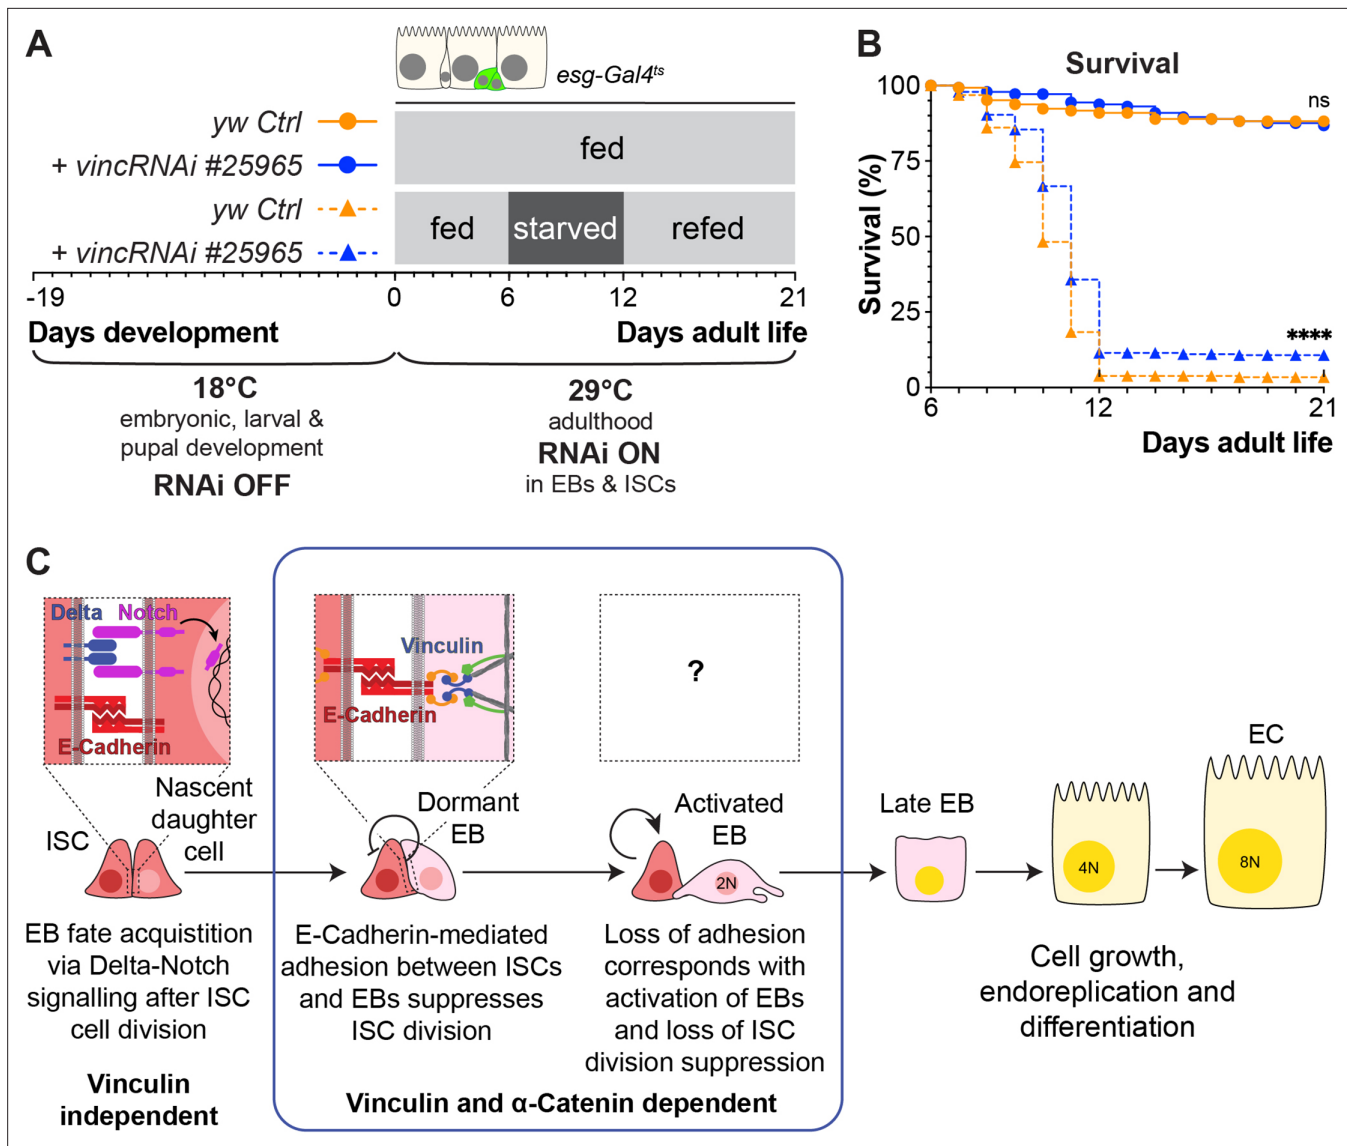 A
esg-Gal4ts
yw Ctrl
+ vincRNAi #25965
yw Ctrl
+ vincRNAi #25965
fed
fed
starved
refed
-19
0
6
12
21
Days development
Days adult life
18°C
embryonic, larval &
pupal development
RNAi OFF
29°C
adulthood
RNAi ON
in EBs & ISCs
B
Survival
Survival (%)
100
75
50
25
0
ns
****
6
12
21
Days adult life
C
Delta
Notch
E-Cadherin
Nascent
daughter
cell
ISC
EB fate acquistition
via Delta-Notch
signalling after ISC
cell division
Vinculin
independent
Vinculin
E-Cadherin
Dormant
EB
E-Cadherin-mediated
adhesion between ISCs
and EBs suppresses
ISC division
?
Activated
EB
2N
Loss of adhesion
corresponds with
activation of EBs
and loss of ISC
division suppression
Vinculin and α-Catenin dependent
Late EB
4N
EC
8N
Cell growth,
endoreplication and
differentiation